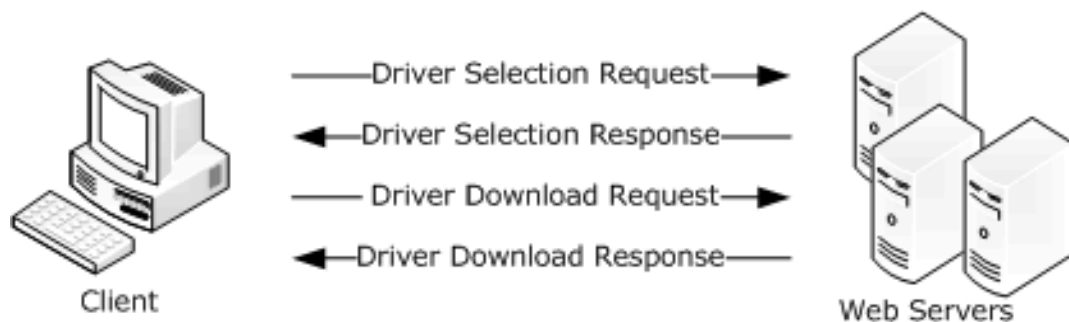 Driver Selection Request
Driver Selection Response
Driver Download Request
Driver Download Response
Client
Web Servers